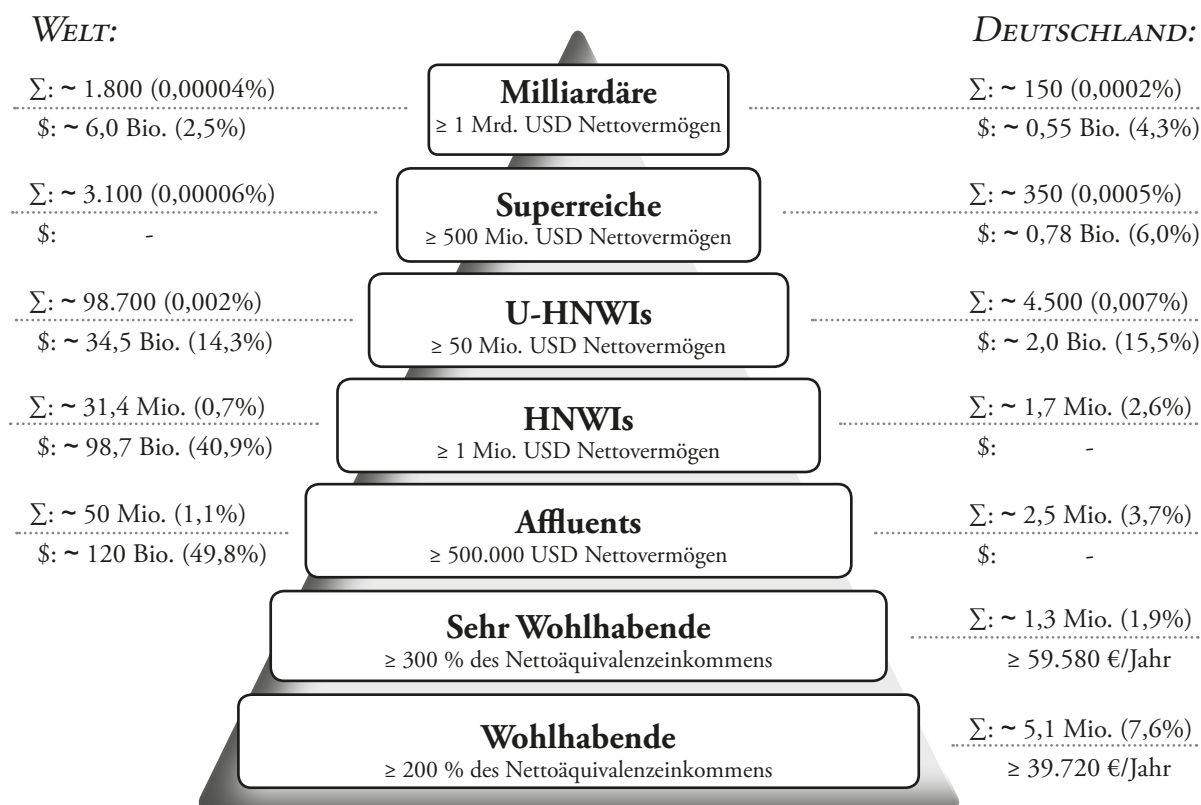 WELT:
DEUTSCHLAND:
∑: ~ 1.800 (0,00004%)
$: ~ 6,0 Bio. (2,5%)
Milliardäre
≥ 1 Mrd. USD Nettovermögen
∑: ~ 150 (0,0002%)
$: ~ 0,55 Bio. (4,3%)
∑: ~ 3.100 (0,00006%)
$: -
Superreiche
≥ 500 Mio. USD Nettovermögen
∑: ~ 350 (0,0005%)
$: ~ 0,78 Bio. (6,0%)
∑: ~ 98.700 (0,002%)
$: ~ 34,5 Bio. (14,3%)
U-HNWIs
≥ 50 Mio. USD Nettovermögen
∑: ~ 4.500 (0,007%)
$: ~ 2,0 Bio. (15,5%)
∑: ~ 31,4 Mio. (0,7%)
$: ~ 98,7 Bio. (40,9%)
HNWIs
≥ 1 Mio. USD Nettovermögen
∑: ~ 1,7 Mio. (2,6%)
$: -
∑: ~ 50 Mio. (1,1%)
$: ~ 120 Bio. (49,8%)
Affluents
≥ 500.000 USD Nettovermögen
∑: ~ 2,5 Mio. (3,7%)
$: -
Sehr Wohlhabende
≥ 300 % des Nettoäquivalenzeinkommens
∑: ~ 1,3 Mio. (1,9%)
≥ 59.580 €/Jahr
Wohlhabende
≥ 200 % des Nettoäquivalenzeinkommens
∑: ~ 5,1 Mio. (7,6%)
≥ 39.720 €/Jahr